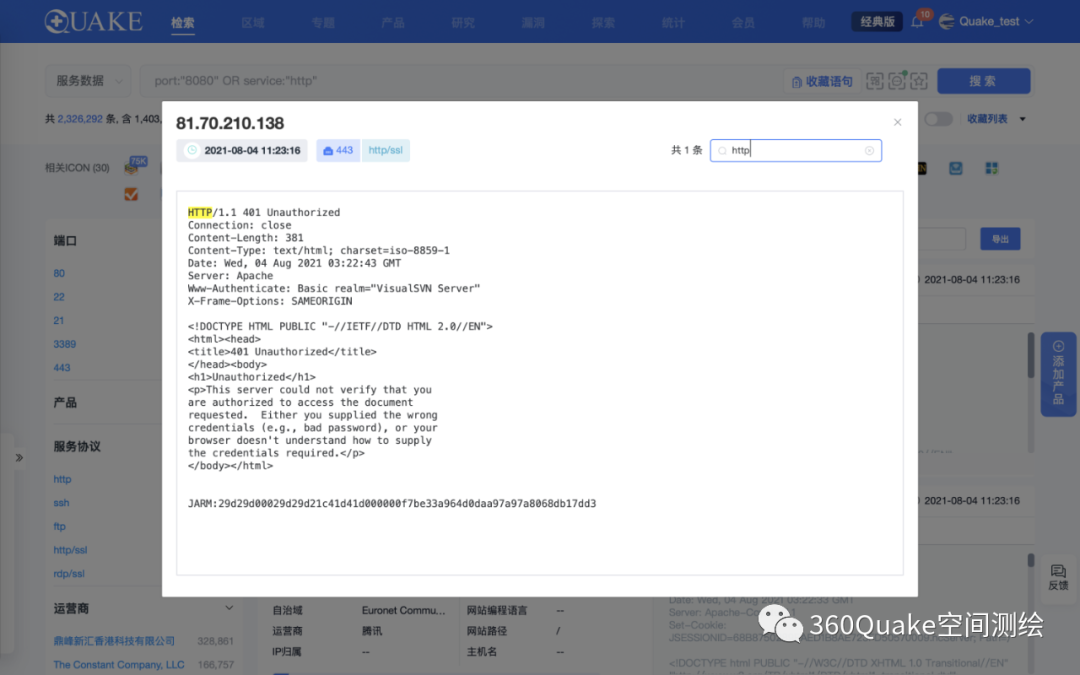 QUAKE 检索 区域 专题 产品 研究 漏洞 探索 统计 会员 帮助 经典版 10 Quake_test
服务数据 port:"8080" OR service:"http" 收藏语句 搜索
共 2,326,292 条, 含 1,403, 收藏列表
相关ICON (30) 75K
81.70.210.138
2021-08-04 11:23:16 443 http/ssl 共 1 条 http
HTTP/1.1 401 Unauthorized
Connection: close
Content-Length: 381
Content-Type: text/html; charset=iso-8859-1
Date: Wed, 04 Aug 2021 03:22:43 GMT
Server: Apache
Www-Authenticate: Basic realm="VisualSVN Server"
X-Frame-Options: SAMEORIGIN
<!DOCTYPE HTML PUBLIC "-//IETF//DTD HTML 2.0//EN">
<html><head>
<title>401 Unauthorized</title>
</head><body>
<h1>Unauthorized</h1>
<p>This server could not verify that you
are authorized to access the document
requested.  Either you supplied the wrong
credentials (e.g., bad password), or your
browser doesn't understand how to supply
the credentials required.</p>
</body></html>
JARM:29d29d00029d29d21c41d41d000000f7be33a964d0daa97a97a8068db17dd3
端口
80
22
21
3389
443
产品
服务协议
http
ssh
ftp
http/ssl
rdp/ssl
运营商
鼎峰新汇香港科技有限公司 328,861
The Constant Company, LLC 166,757
导出
2021-08-04 11:23:16
添加产品
2021-08-04 11:23:16
反馈
自治域 Euronet Commu... 网站编程语言 --
运营商 腾讯 网站路径 /
IP归属 -- 主机名 --
Date: Wed, 04 Aug 2021 03:22:33 GMT
Server: Apache-Co
Set-Cookie:
<!DOCTYPE html PUBLIC "-//W3C//DTD XHTML 1.0 Transitional//EN"
360Quake空间测绘